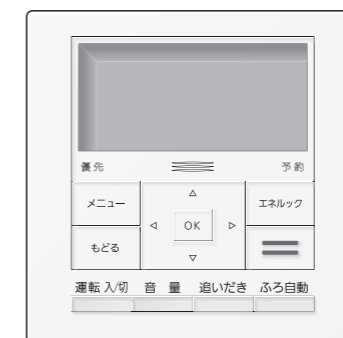 優先 予約
メニュー エネルック
OK
もどる
運転 入/切 音 量 追いだき ふろ自動